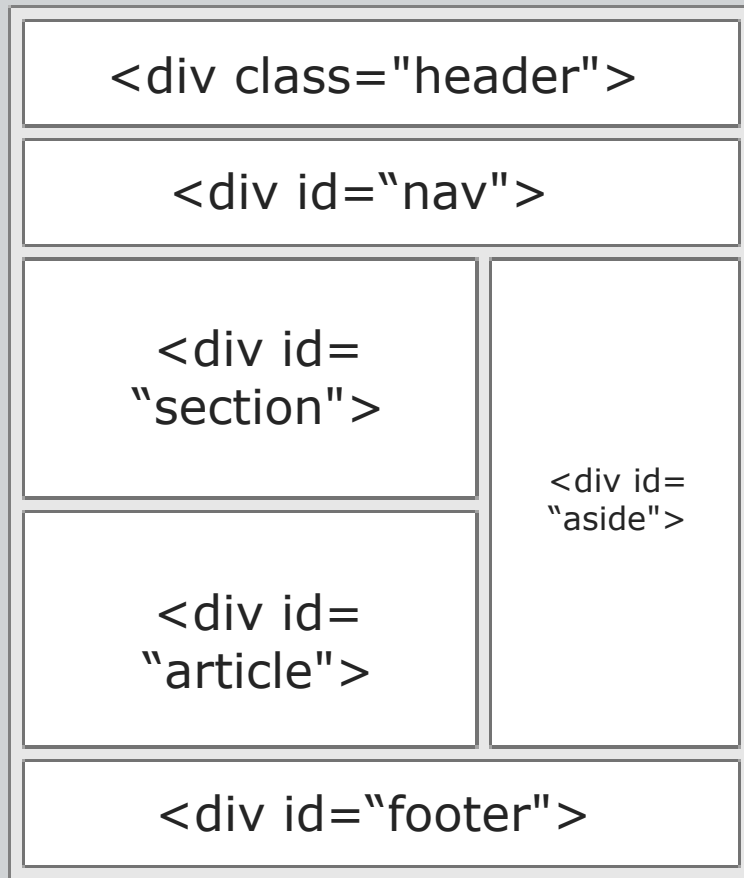 <div class="header">
<div id=“nav">
<div id=
“section">
<div id=
“aside">
<div id=
“article">
<div id=“footer">